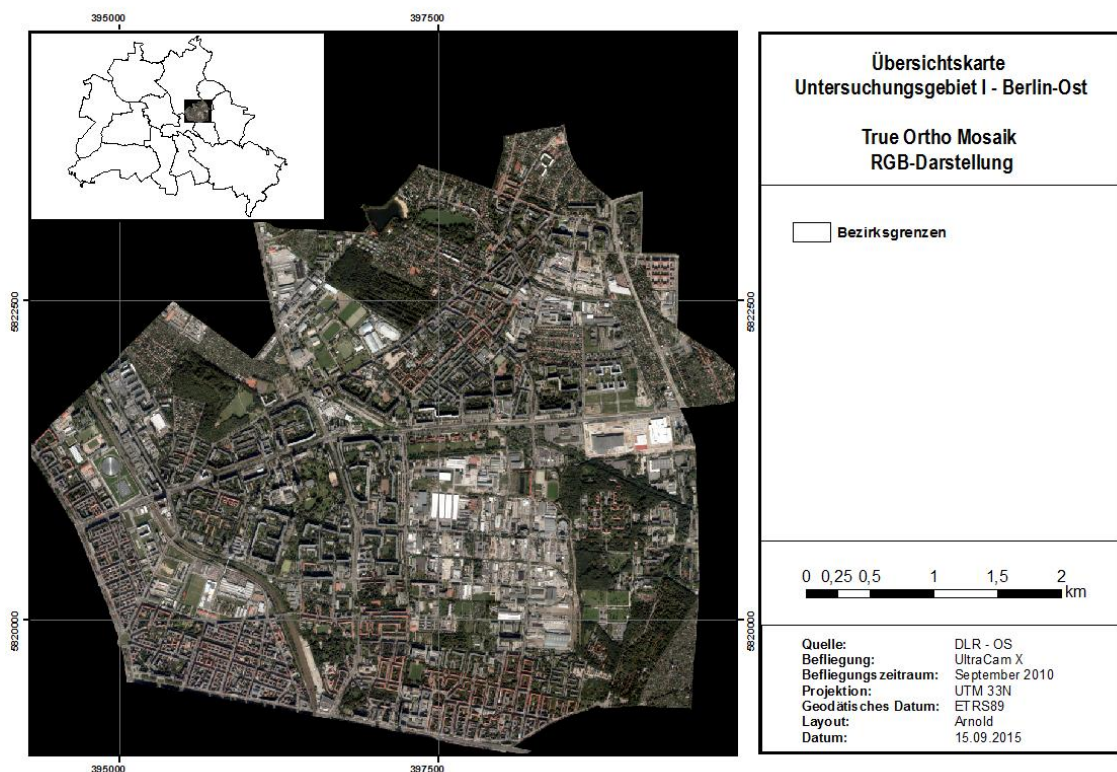 395000
397500
5822500
5822500
5820000
5820000
395000
397500
Übersichtskarte
Untersuchungsgebiet I - Berlin-Ost
True Ortho Mosaik
RGB-Darstellung
Bezirksgrenzen
0 0,25 0,5 1 1,5 2
km
Quelle: DLR - OS
Befliegung: UltraCam X
Befliegungszeitraum: September 2010
Projektion: UTM 33N
Geodätisches Datum: ETRS89
Layout: Arnold
Datum: 15.09.2015